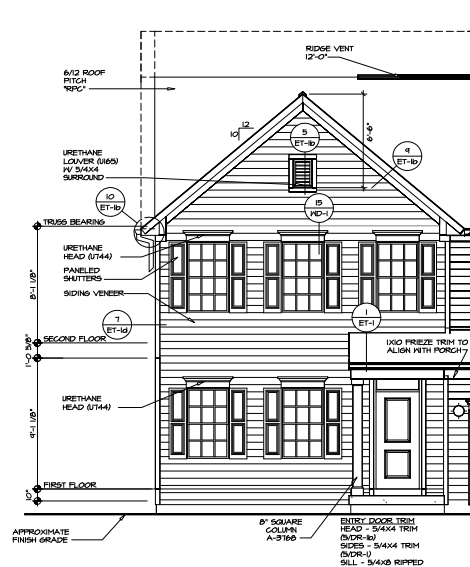 RIDGE VENT
12'-0"
6/12 ROOF
PITCH
"RPC"
12
10
6'-6"
5
ET-1b
9
ET-1b
URETHANE
LOUVER (U165)
W/ 5/4X4
SURROUND
10
ET-1b
15
WD-1
TRUSS BEARING
URETHANE
HEAD (U744)
PANELED
SHUTTERS
SIDING VENEER
8'-1 1/8"
7
ET-1d
1
ET-1
SECOND FLOOR
1'-0 5/8"
1X10 FRIEZE TRIM TO
ALIGN WITH PORCH
URETHANE
HEAD (U744)
9'-1 1/8"
FIRST FLOOR
10"
APPROXIMATE
FINISH GRADE
8" SQUARE
COLUMN
A-3768
ENTRY DOOR TRIM
HEAD - 5/4X4 TRIM
(5/DR-1b)
SIDES - 5/4X4 TRIM
(5/DR-1)
SILL - 5/4X8 RIPPED